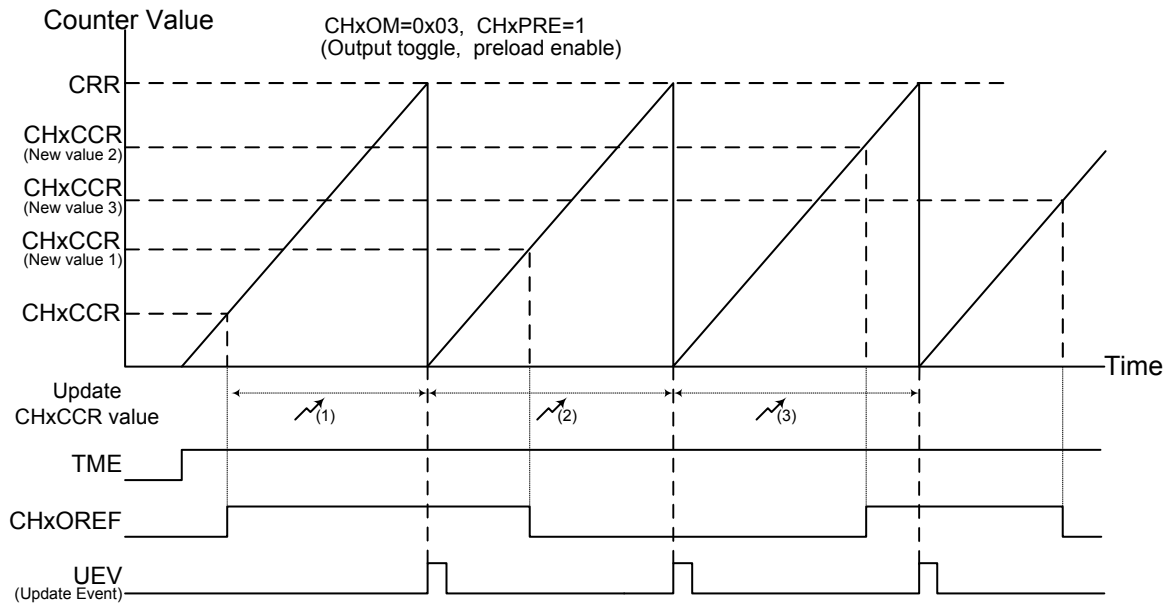 Counter Value
CHxOM=0x03, CHxPRE=1
(Output toggle, preload enable)
CRR
CHxCCR
(New value 2)
CHxCCR
(New value 3)
CHxCCR
(New value 1)
CHxCCR
Time
Update
CHxCCR value
(1)
(2)
(3)
TME
CHxOREF
UEV
(Update Event)